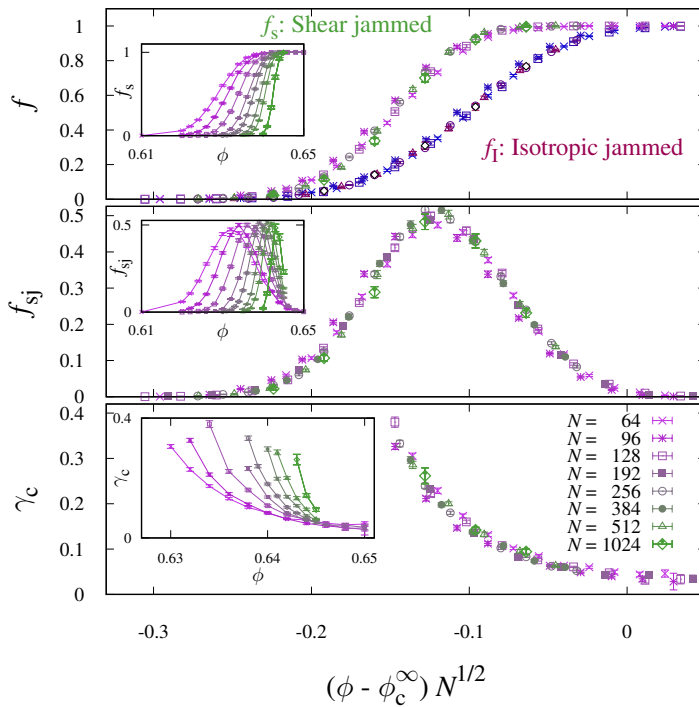 f_s: Shear jammed
f_I: Isotropic jammed
f
1
0.8
0.6
0.4
0.2
0
f_s
1
0
0.61
ϕ
0.65
f_sj
0.5
0.4
0.3
0.2
0.1
0
f_sj
0.5
0
0.61
ϕ
0.65
γ_c
0.4
0.3
0.2
0.1
0
γ_c
0.4
0
0.63
0.64
0.65
ϕ
N = 64
N = 96
N = 128
N = 192
N = 256
N = 384
N = 512
N = 1024
-0.3
-0.2
-0.1
0
(ϕ - ϕ_c^∞) N^1/2